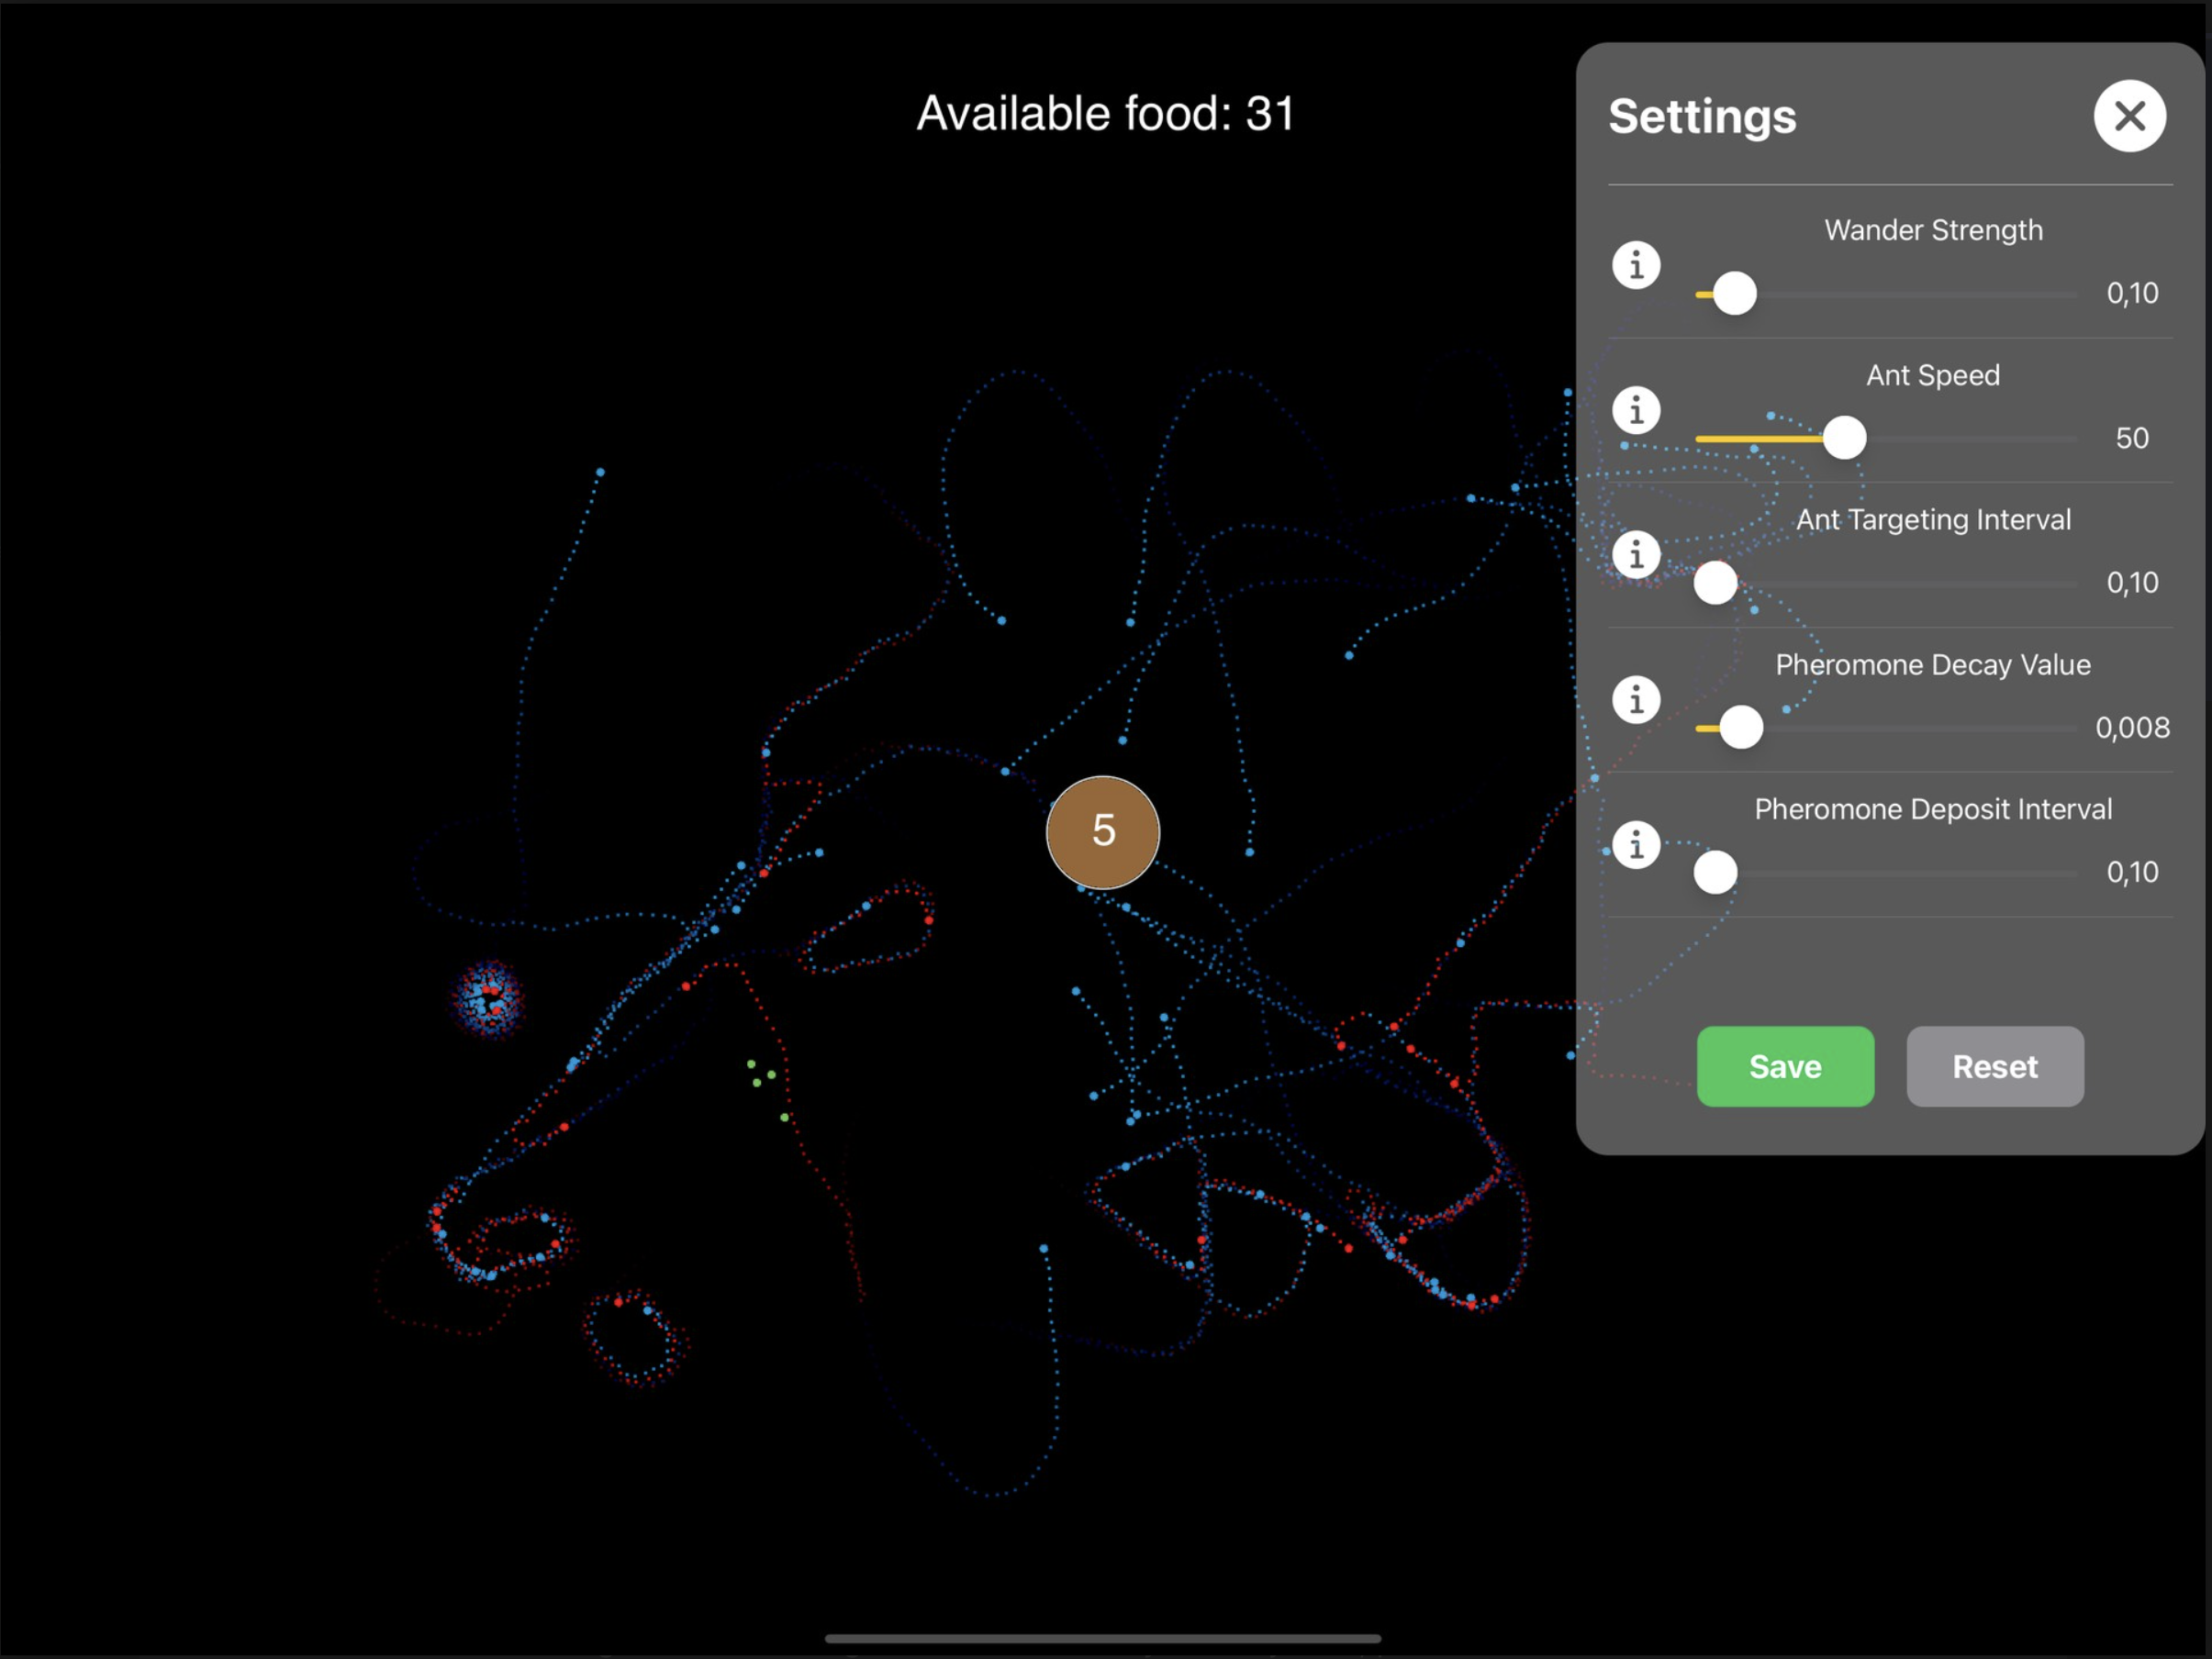 Available food: 31
Settings
Wander Strength
0,10
Ant Speed
50
Ant Targeting Interval
0,10
Pheromone Decay Value
0,008
Pheromone Deposit Interval
0,10
Save
Reset
5